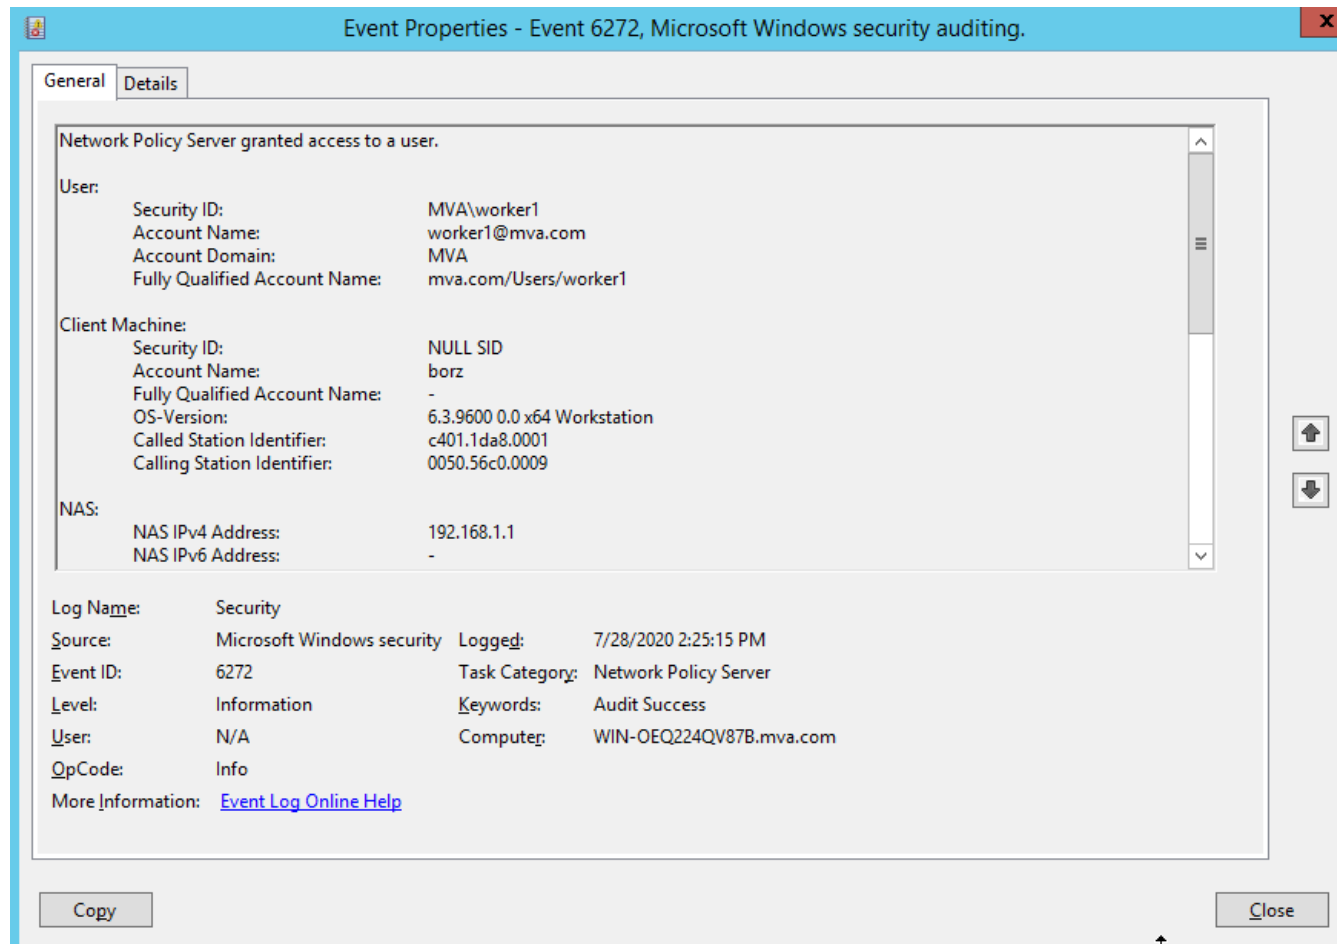 Event Properties - Event 6272, Microsoft Windows security auditing.
x
General Details
Network Policy Server granted access to a user.
User:
Security ID: MVA\worker1
Account Name: worker1@mva.com
Account Domain: MVA
Fully Qualified Account Name: mva.com/Users/worker1
Client Machine:
Security ID: NULL SID
Account Name: borz
Fully Qualified Account Name: -
OS-Version: 6.3.9600 0.0 x64 Workstation
Called Station Identifier: c401.1da8.0001
Calling Station Identifier: 0050.56c0.0009
NAS:
NAS IPv4 Address: 192.168.1.1
NAS IPv6 Address: -
Log Name: Security
Source: Microsoft Windows security Logged: 7/28/2020 2:25:15 PM
Event ID: 6272 Task Category: Network Policy Server
Level: Information Keywords: Audit Success
User: N/A Computer: WIN-OEQ224QV87B.mva.com
OpCode: Info
More Information: Event Log Online Help
Copy Close